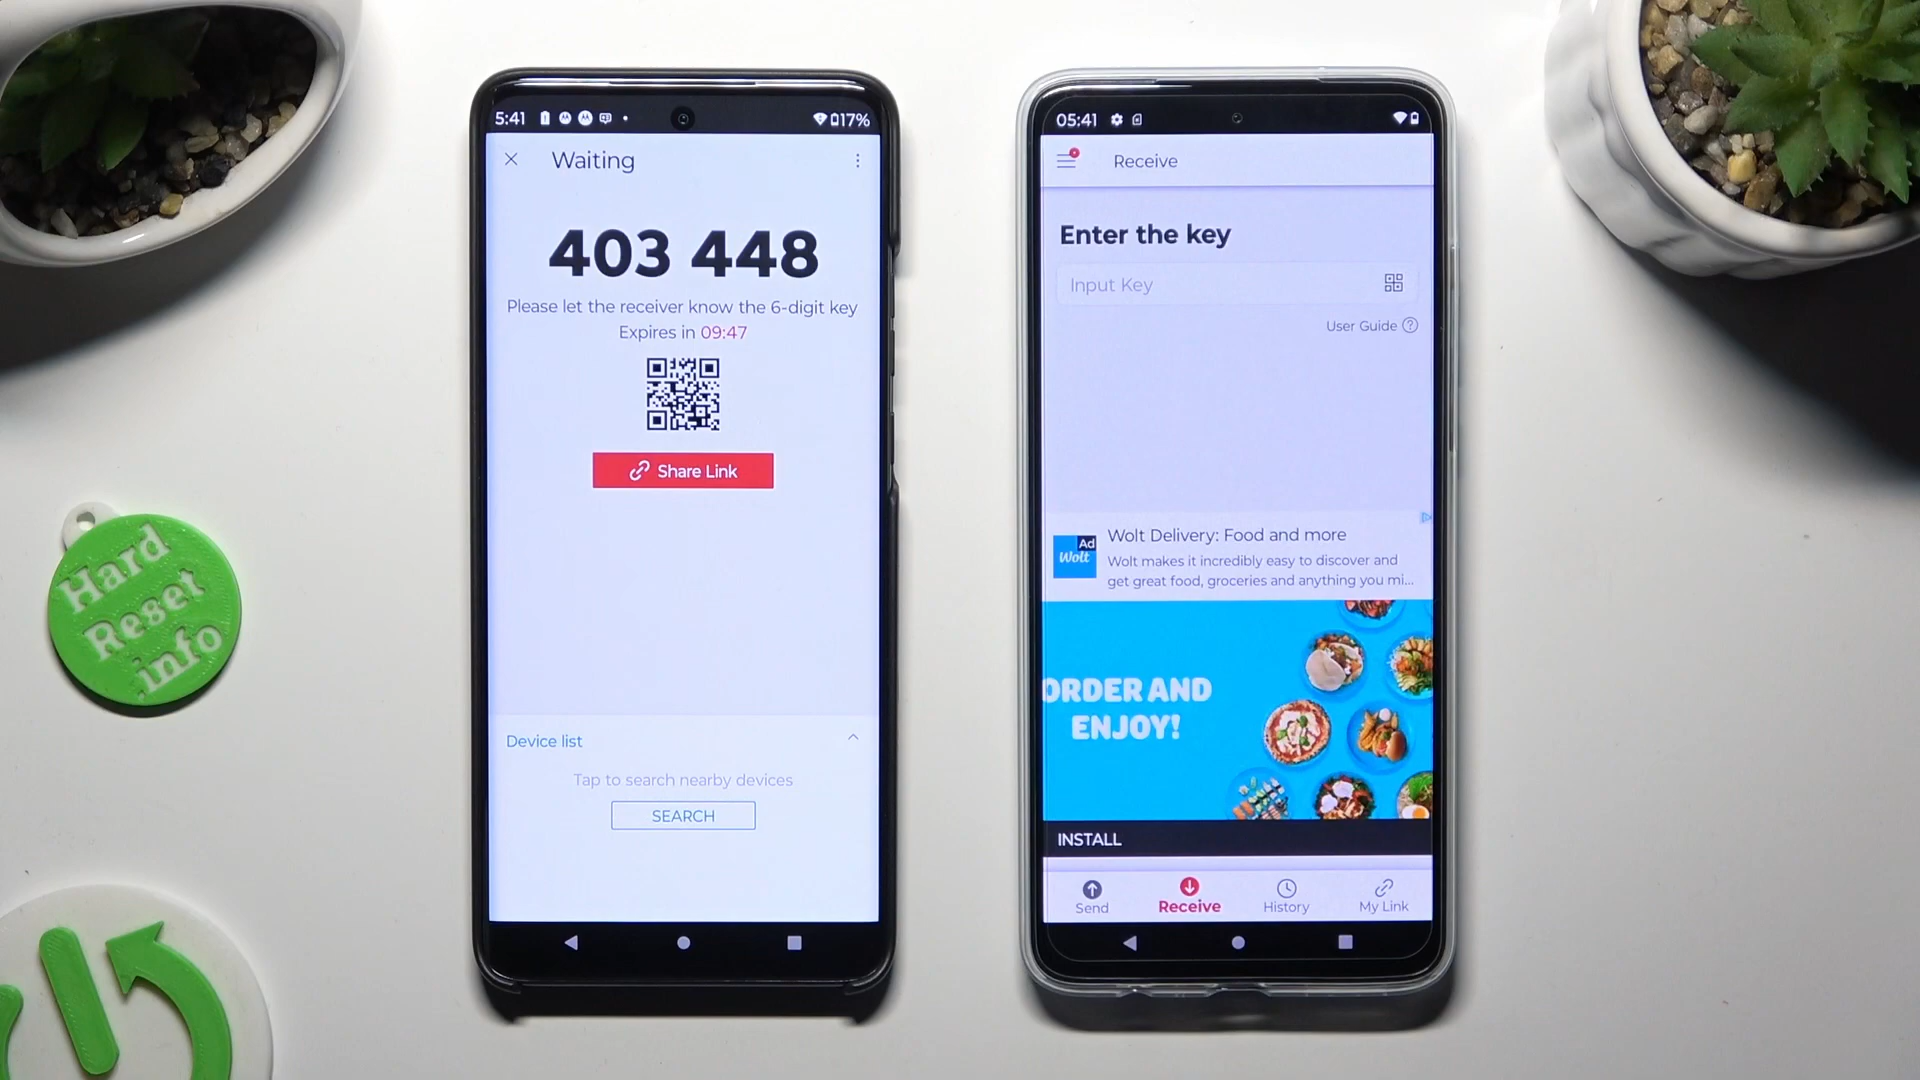 5:41
17%
Waiting
403 448
Please let the receiver know the 6-digit key
Expires in 09:47
Share Link
Device list
Tap to search nearby devices
SEARCH
05:41
Receive
Enter the key
Input Key
User Guide ?
Ad
Wolt
Wolt Delivery: Food and more
Wolt makes it incredibly easy to discover and
get great food, groceries and anything you mi...
ORDER AND
ENJOY!
INSTALL
Send
Receive
History
My Link
Hard
Reset
.info